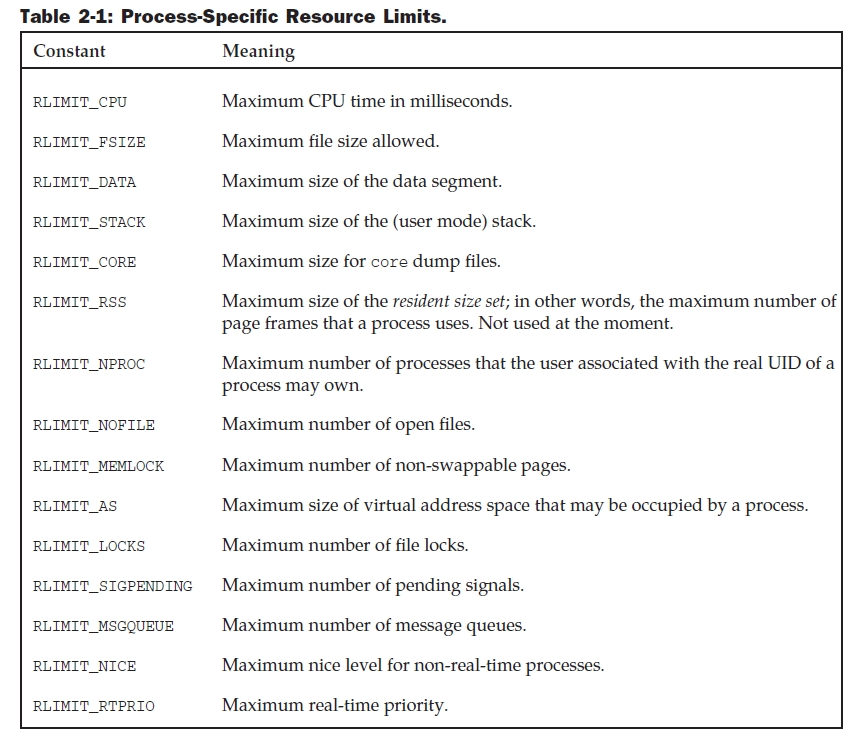 Table 2-1: Process-Specific Resource Limits.
Constant Meaning
RLIMIT_CPU Maximum CPU time in milliseconds.
RLIMIT_FSIZE Maximum file size allowed.
RLIMIT_DATA Maximum size of the data segment.
RLIMIT_STACK Maximum size of the (user mode) stack.
RLIMIT_CORE Maximum size for core dump files.
RLIMIT_RSS Maximum size of the resident size set; in other words, the maximum number of
page frames that a process uses. Not used at the moment.
RLIMIT_NPROC Maximum number of processes that the user associated with the real UID of a
process may own.
RLIMIT_NOFILE Maximum number of open files.
RLIMIT_MEMLOCK Maximum number of non-swappable pages.
RLIMIT_AS Maximum size of virtual address space that may be occupied by a process.
RLIMIT_LOCKS Maximum number of file locks.
RLIMIT_SIGPENDING Maximum number of pending signals.
RLIMIT_MSGQUEUE Maximum number of message queues.
RLIMIT_NICE Maximum nice level for non-real-time processes.
RLIMIT_RTPRIO Maximum real-time priority.